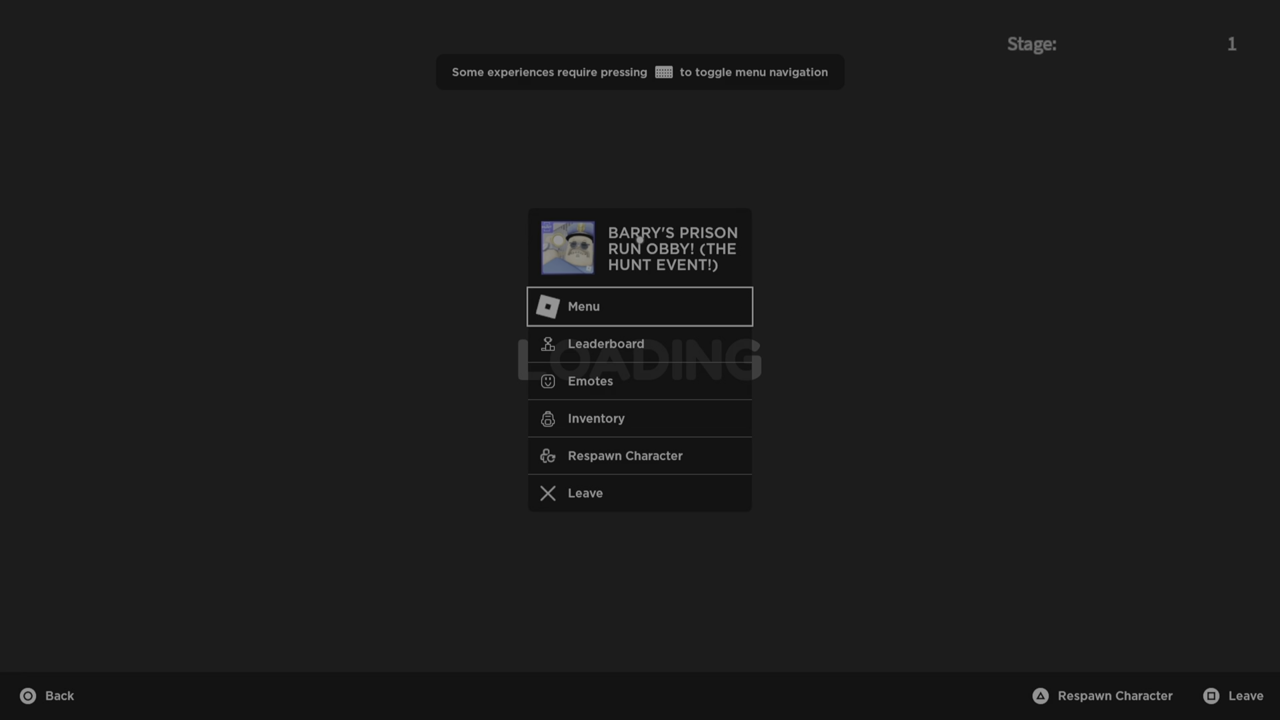 Stage: 1
Some experiences require pressing to toggle menu navigation
BARRY'S PRISON
RUN OBBY! (THE
HUNT EVENT!)
Menu
Leaderboard
LOADING
Emotes
Inventory
Respawn Character
Leave
Back
Respawn Character
Leave